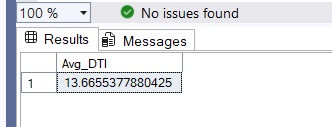 100 %
No issues found
Results
Messages
Avg_DTI
1
13.6655377880425